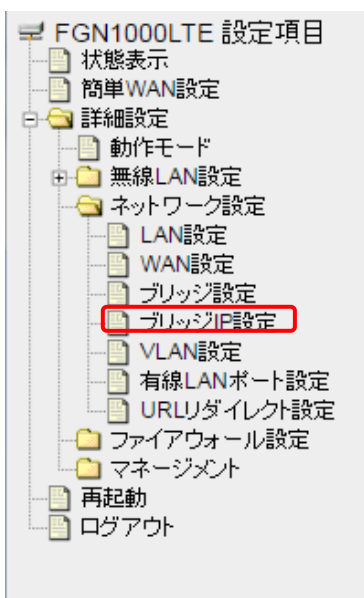 FGN1000LTE 設定項目
状態表示
簡単WAN設定
詳細設定
動作モード
無線LAN設定
ネットワーク設定
LAN設定
WAN設定
ブリッジ設定
ブリッジIP設定
VLAN設定
有線LANポート設定
URLリダイレクト設定
ファイアウォール設定
マネージメント
再起動
ログアウト